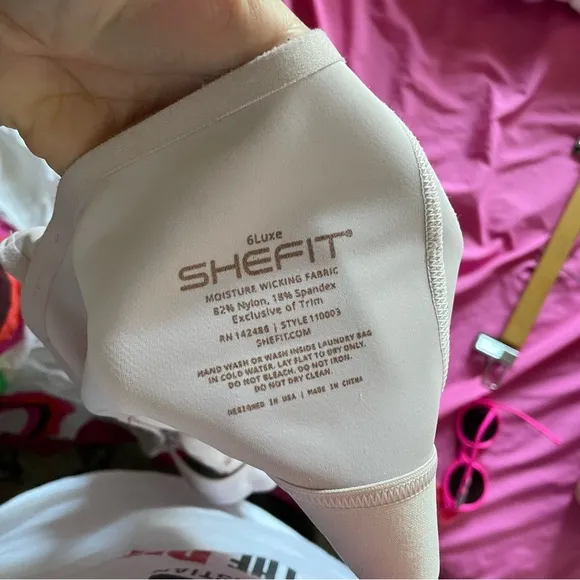 6Luxe
SHEFIT®
MOISTURE WICKING FABRIC
82% Nylon, 18% Spandex
Exclusive of Trim
RN 142486 | STYLE 110003
SHEFIT.COM
HAND WASH OR WASH INSIDE LAUNDRY BAG
IN COLD WATER. LAY FLAT TO DRY ONLY.
DO NOT BLEACH. DO NOT IRON.
DO NOT DRY CLEAN.
DESIGNED IN USA | MADE IN CHINA
THE